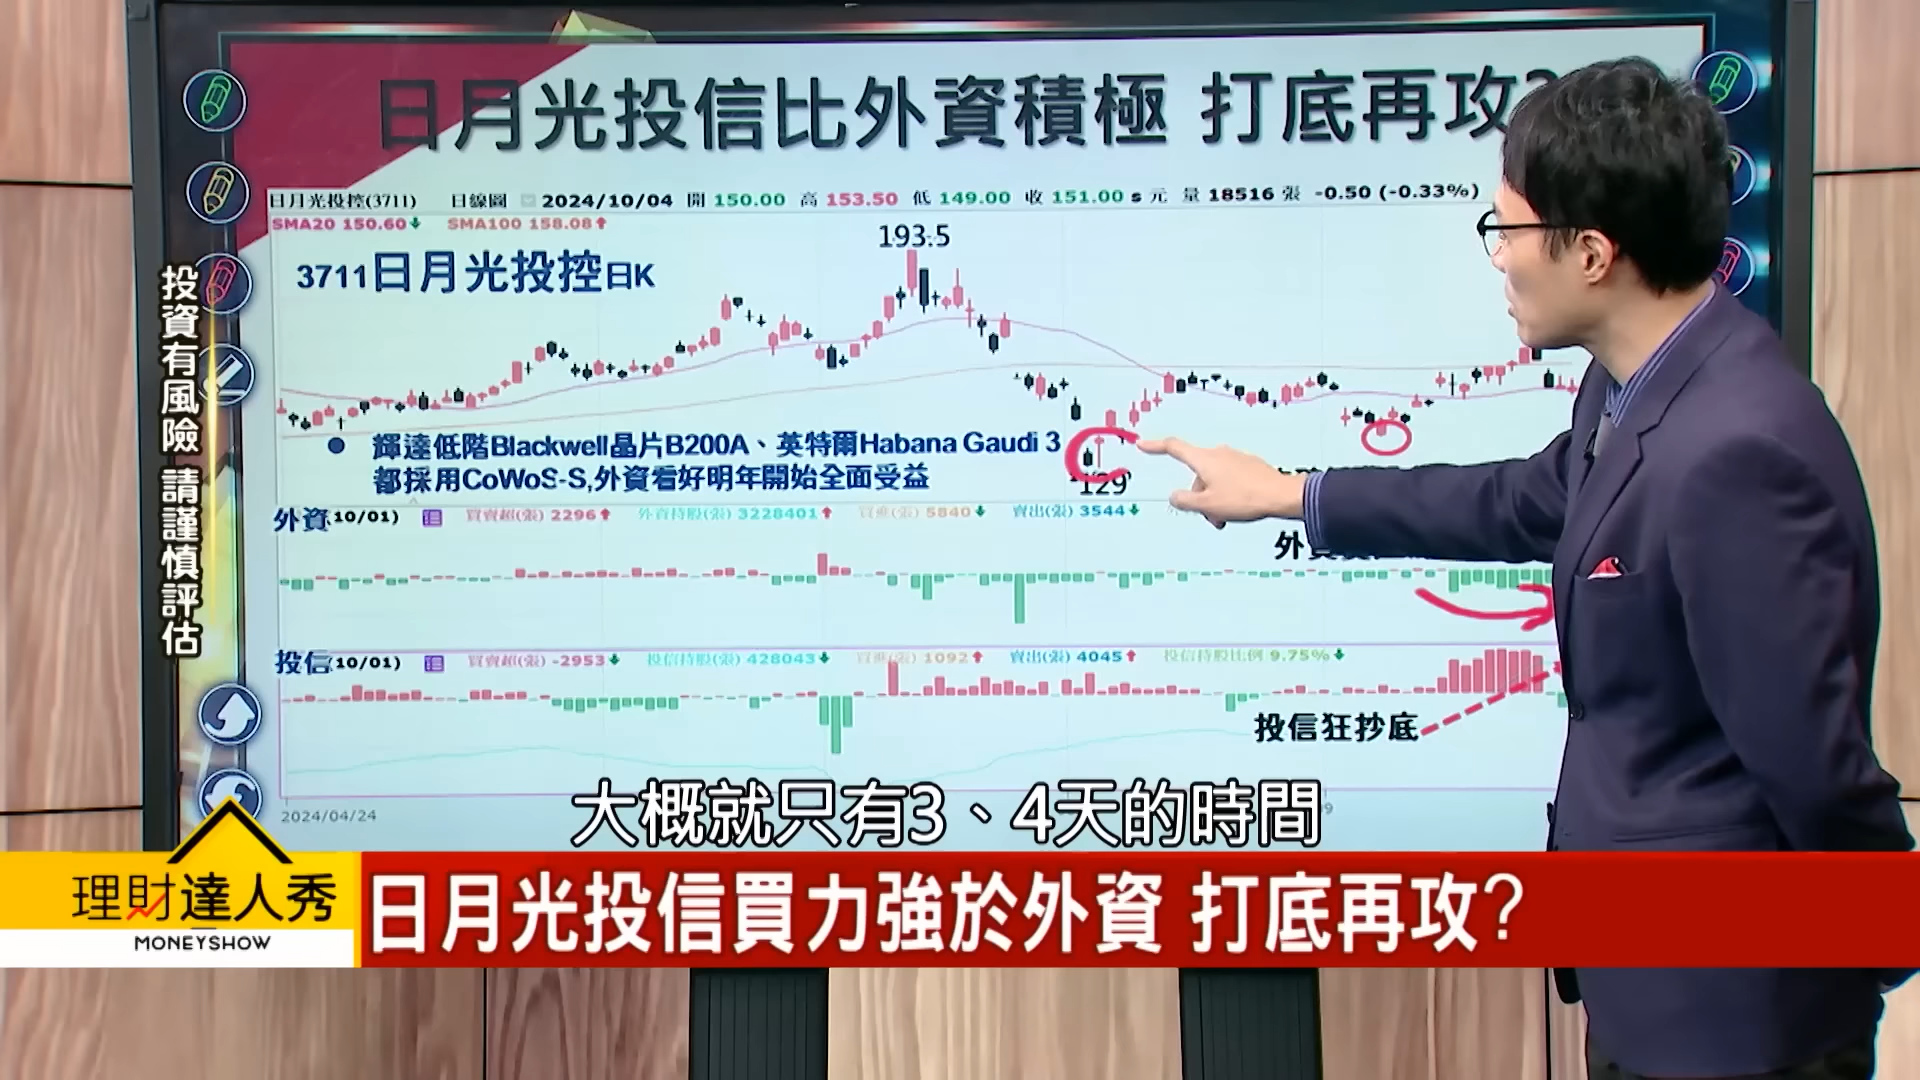 日月光投信比外資積極 打底再攻?
日月光投控(3711) 日線圖 2024/10/04 開 150.00 高 153.50 低 149.00 收 151.00 s 元 量 18516 張 -0.50 (-0.33%)
SMA20 150.60↓ SMA100 158.08↑
193.5
3711日月光投控日K
投資有風險 請謹慎評估
● 輝達低階Blackwell晶片B200A、英特爾Habana Gaudi 3
都採用CoWoS-S,外資看好明年開始全面受益
129
外資(10/01) 買賣超(張) 2296↑ 外資持股(張) 3228401↑ 買進(張) 5840↓ 賣出(張) 3544↓
外
投信(10/01) 買賣超(張) -2953↓ 投信持股(張) 428043↓ 買進(張) 1092↑ 賣出(張) 4045↑ 投信持股比例 9.75%↓
投信狂抄底
2024/04/24
大概就只有3、4天的時間
理財達人秀
MONEYSHOW
日月光投信買力強於外資 打底再攻?